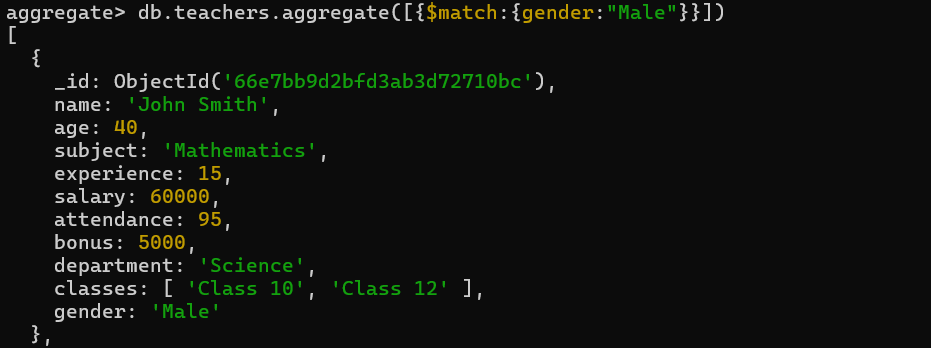 aggregate> db.teachers.aggregate([{$match:{gender:"Male"}}])
[
  {
    _id: ObjectId('66e7bb9d2bfd3ab3d72710bc'),
    name: 'John Smith',
    age: 40,
    subject: 'Mathematics',
    experience: 15,
    salary: 60000,
    attendance: 95,
    bonus: 5000,
    department: 'Science',
    classes: [ 'Class 10', 'Class 12' ],
    gender: 'Male'
  },